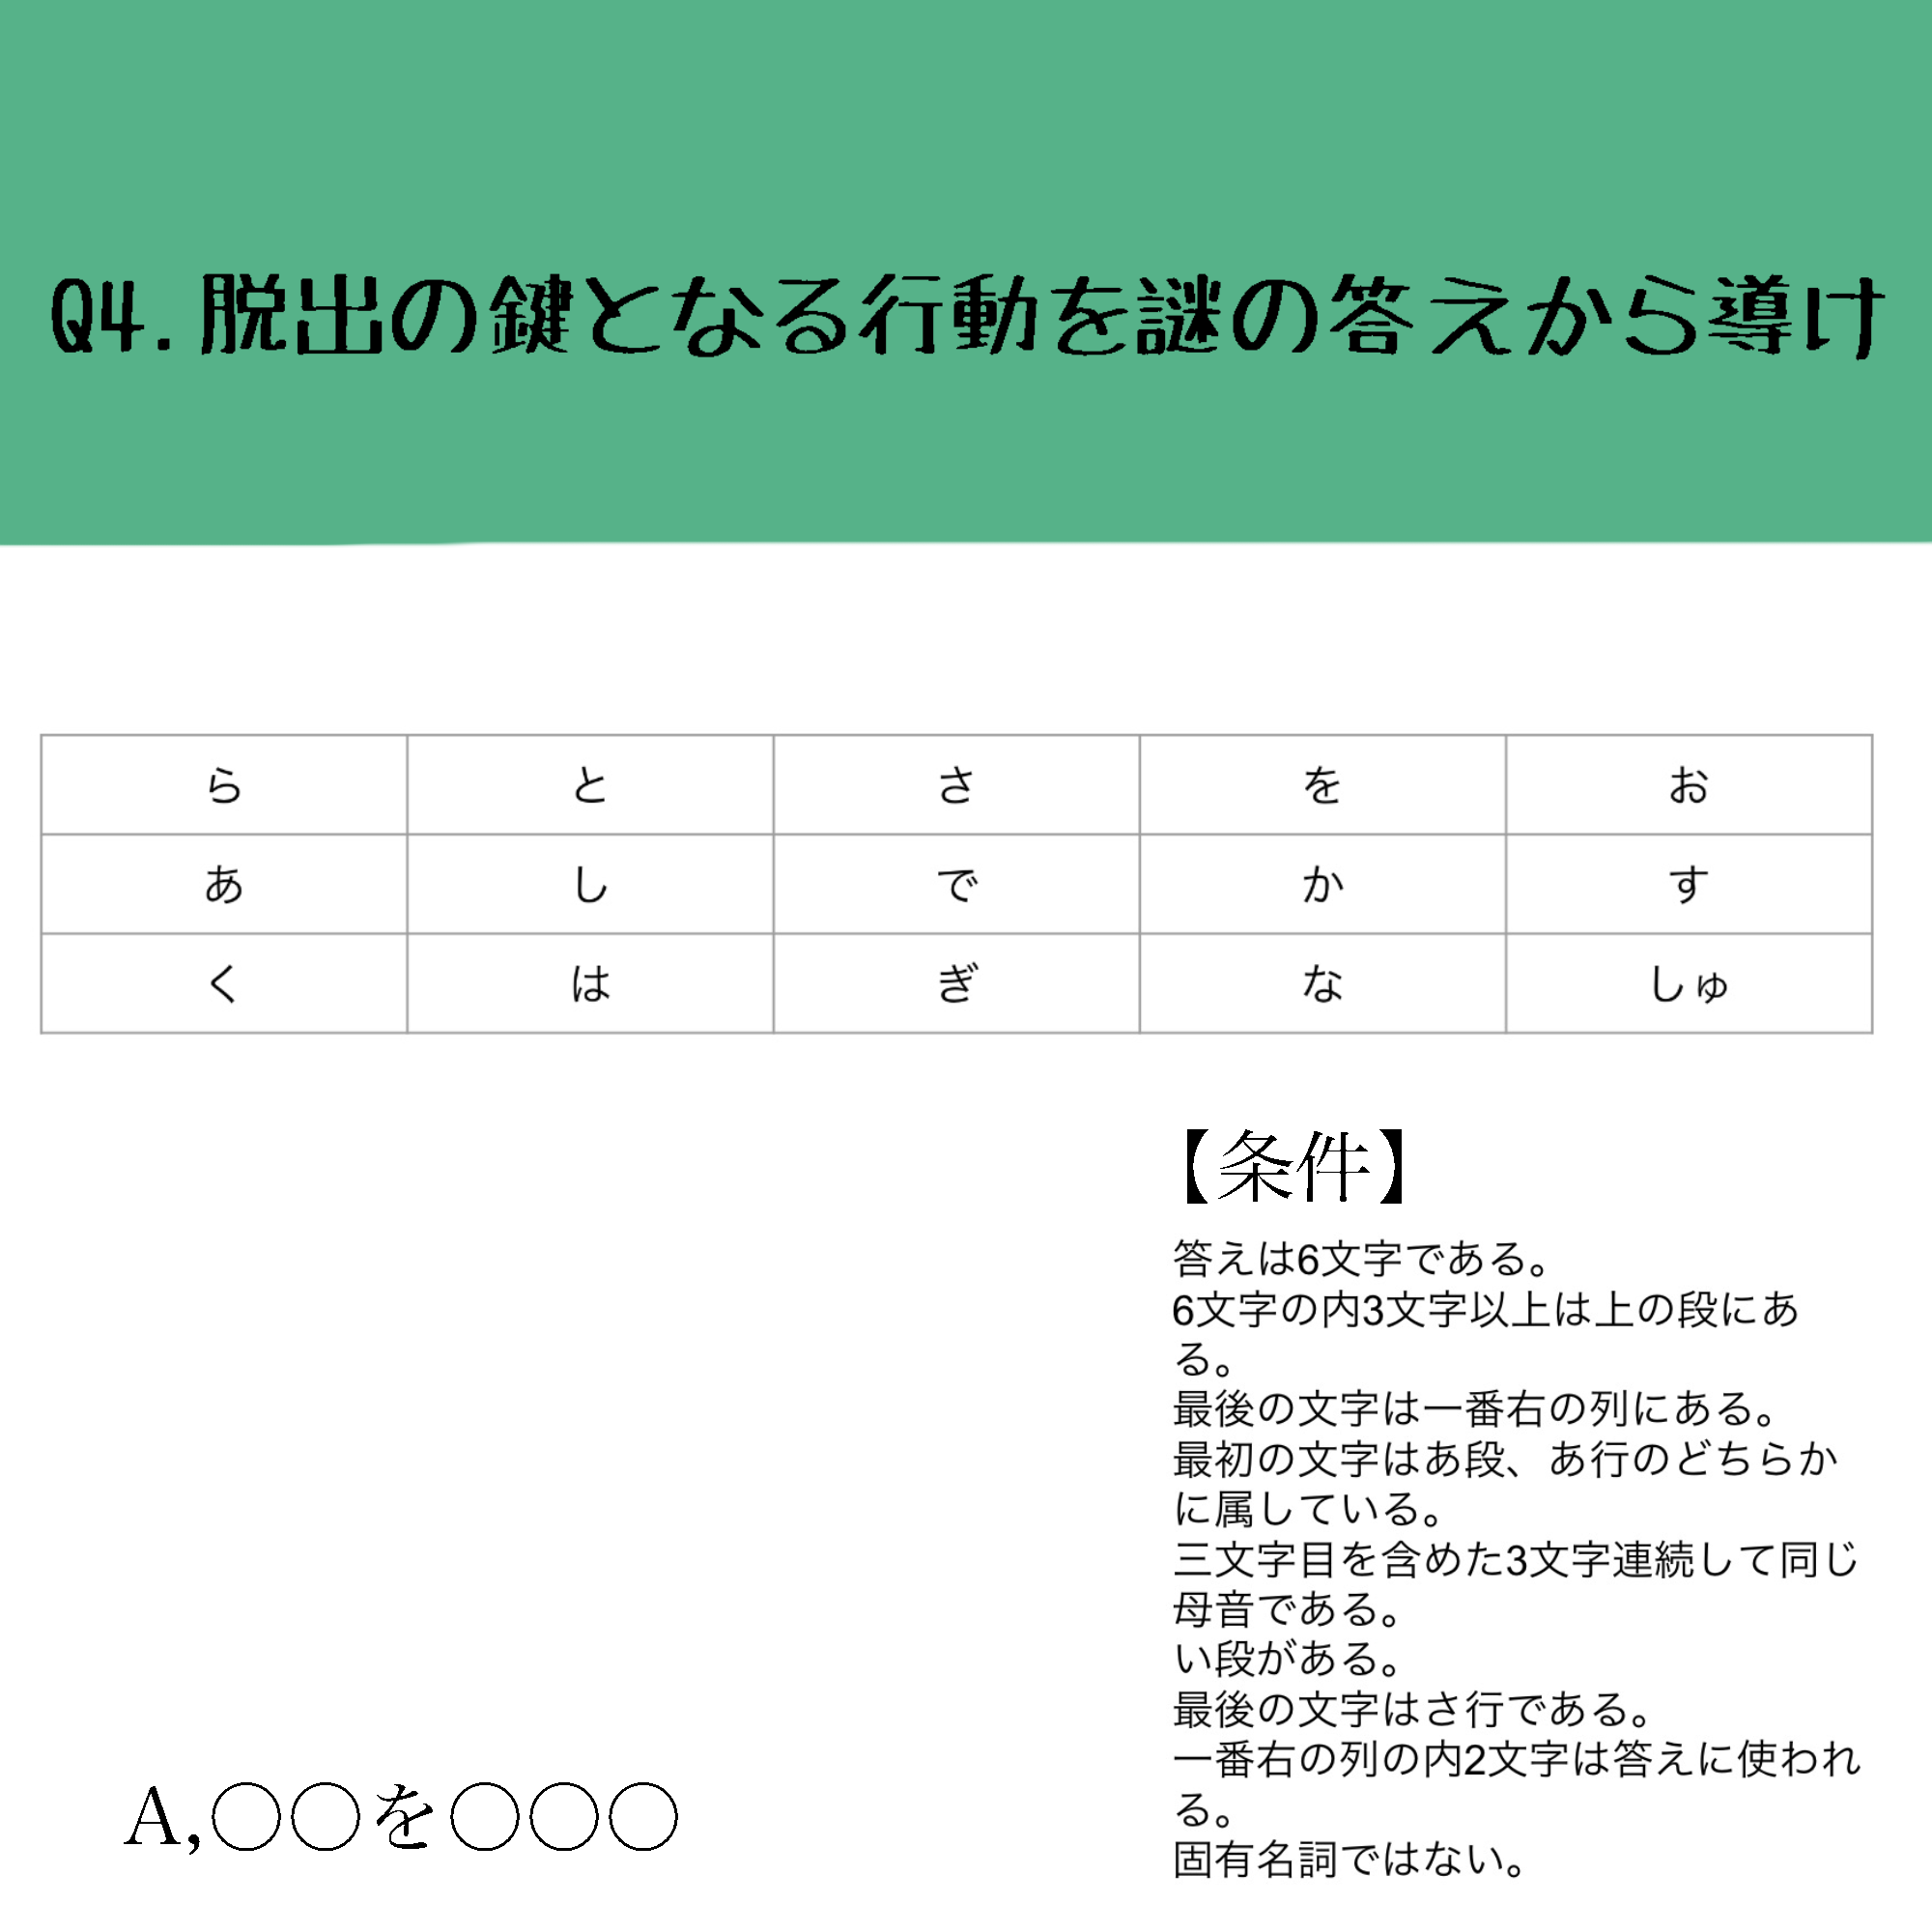 Q4.脱出の鍵となる行動を謎の答えから導け
ら と さ を お
あ し で か す
く は ぎ な しゅ
【条件】
答えは6文字である。
6文字の内3文字以上は上の段にあ
る。
最後の文字は一番右の列にある。
最初の文字はあ段、あ行のどちらか
に属している。
三文字目を含めた3文字連続して同じ
母音である。
い段がある。
最後の文字はさ行である。
一番右の列の内2文字は答えに使われ
る。
固有名詞ではない。
A,○○を○○○